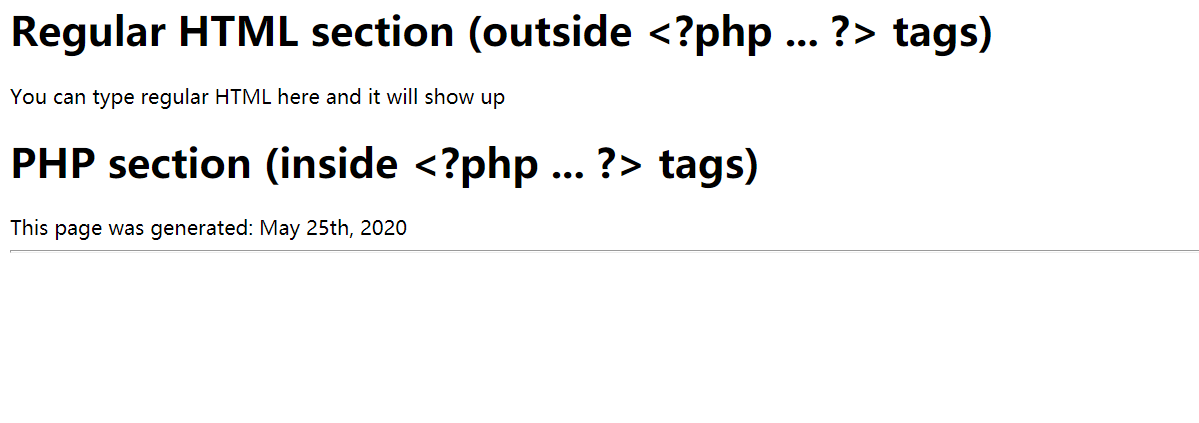 Regular HTML section (outside <?php ... ?> tags)
You can type regular HTML here and it will show up
PHP section (inside <?php ... ?> tags)
This page was generated: May 25th, 2020